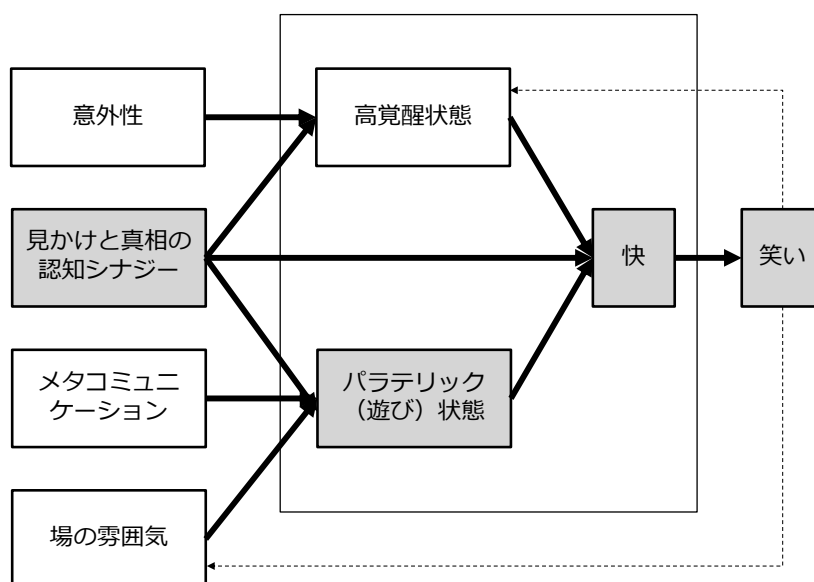 意外性
高覚醒状態
見かけと真相の
認知シナジー
快
笑い
メタコミュニ
ケーション
パラテリック
(遊び)状態
場の雰囲気